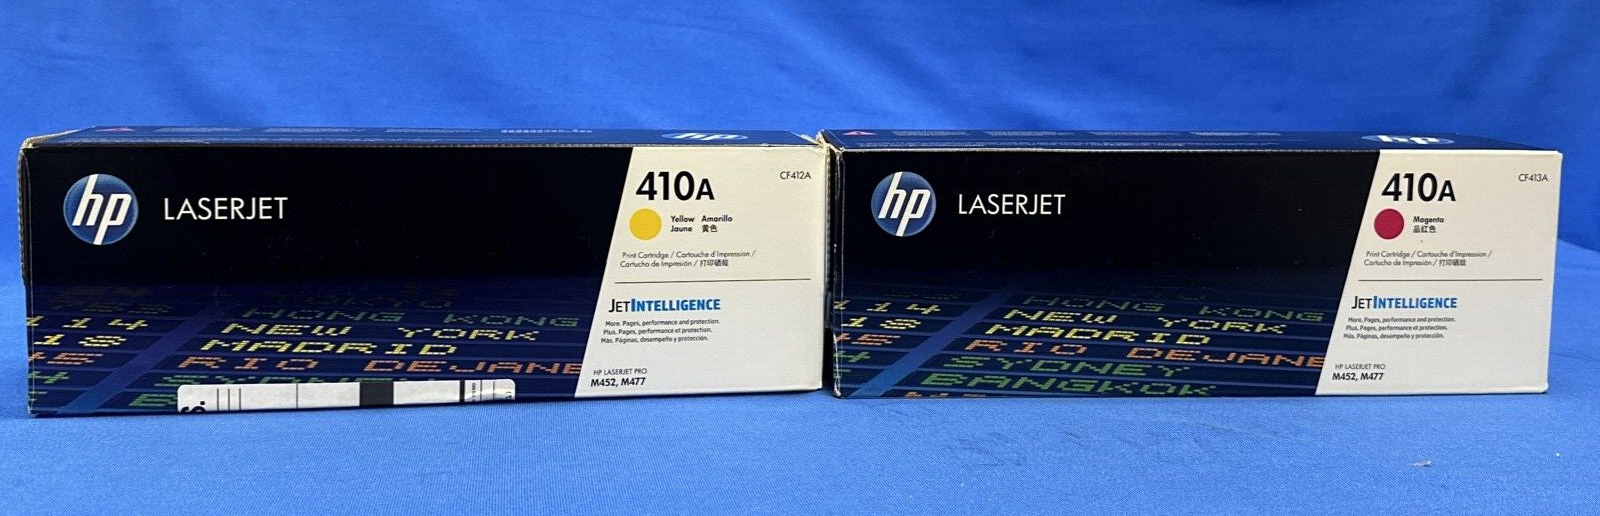 hp
LASERJET
410A
CF412A
Yellow Amarillo
Jaune 黄色
Print Cartridge / Cartouche d'impression /
Cartucho de Impresión / 打印硒鼓
JETINTELLIGENCE
More. Pages, performance and protection.
Plus. Pages, performance et protection.
Más. Páginas, desempeño y protección.
HP LASERJET PRO
M452, M477
HONG KONG
14 NEW YORK
MADRID
RIO DEJANE
hp
hp
LASERJET
410A
CF413A
Magenta
品红色
Print Cartridge / Cartouche d'impression /
Cartucho de Impresión / 打印硒鼓
JETINTELLIGENCE
More. Pages, performance and protection.
Plus. Pages, performance et protection.
Más. Páginas, desempeño y protección.
HP LASERJET PRO
M452, M477
HONG KONG
14 NEW YORK
MADRID
RIO DEJANE
SYDNEY
BANGKOK
hp